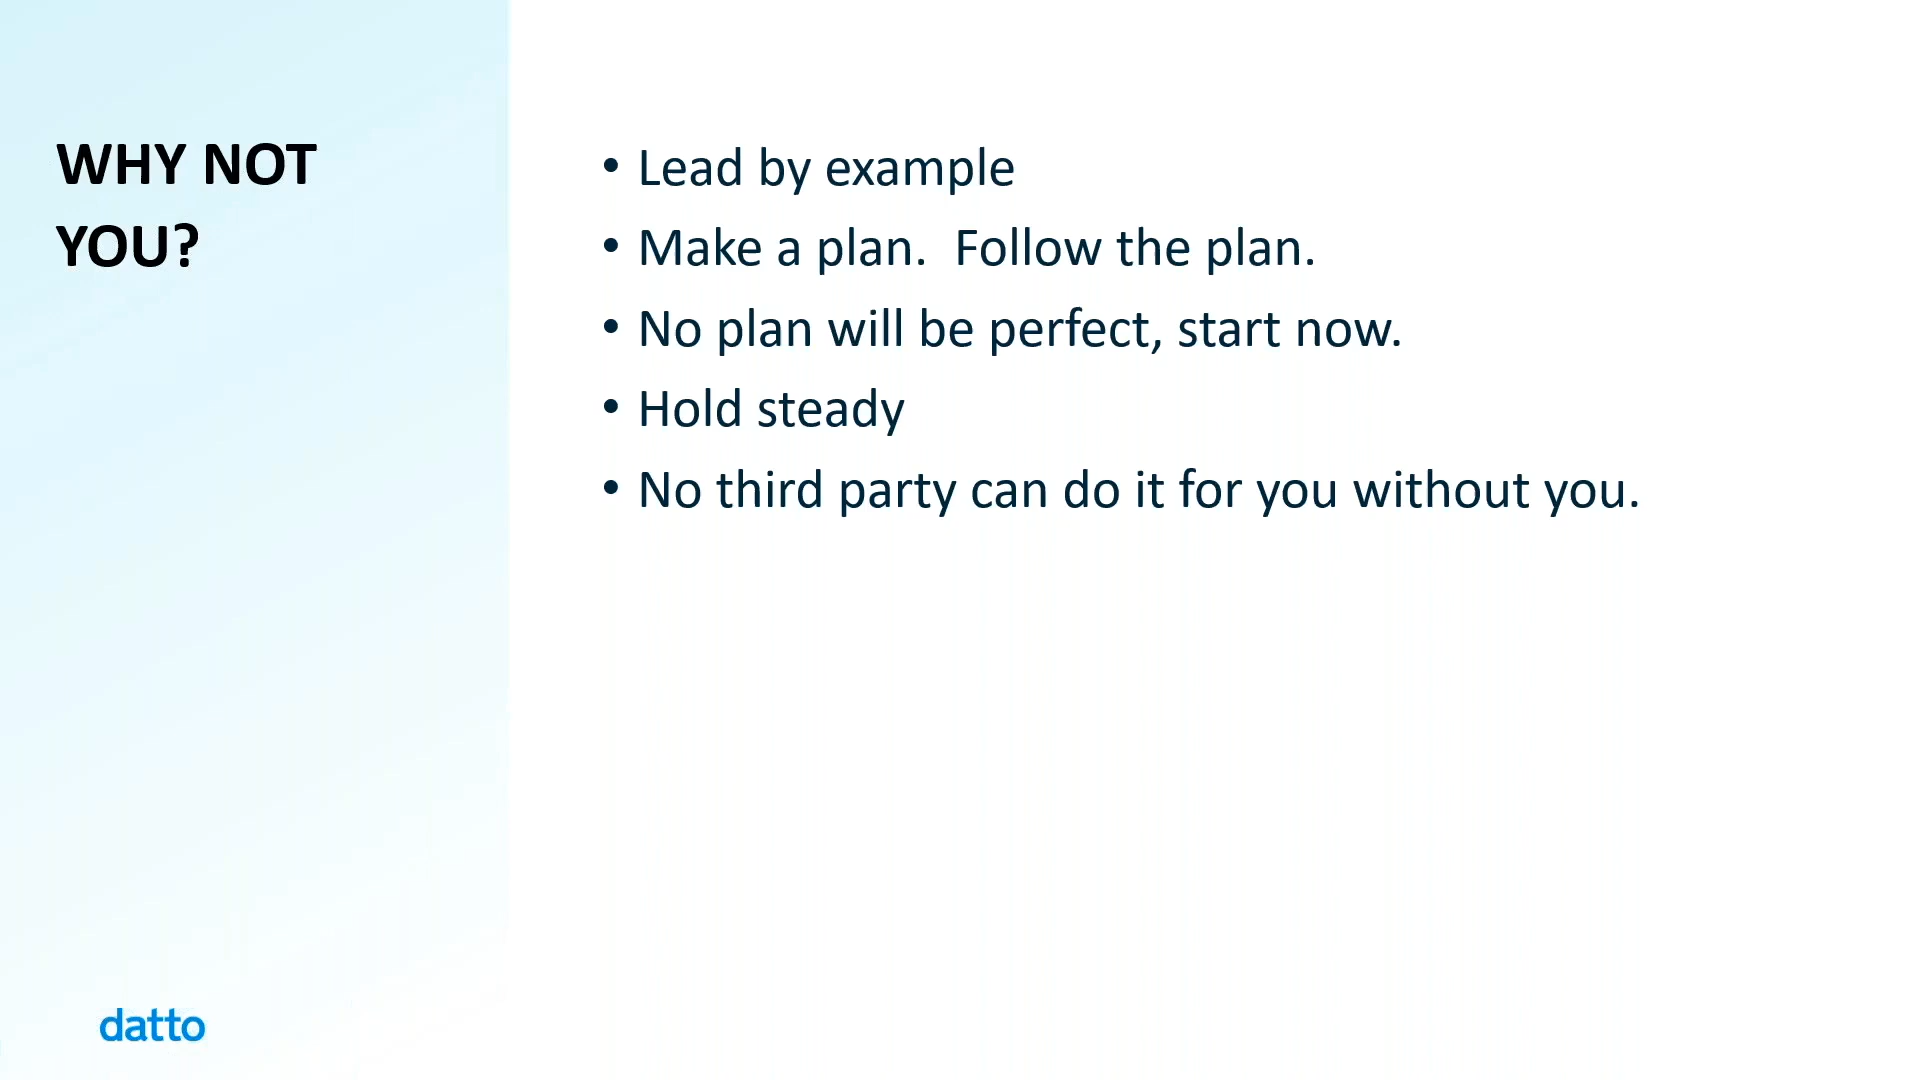 WHY NOT
YOU?
• Lead by example
• Make a plan.  Follow the plan.
• No plan will be perfect, start now.
• Hold steady
• No third party can do it for you without you.
datto